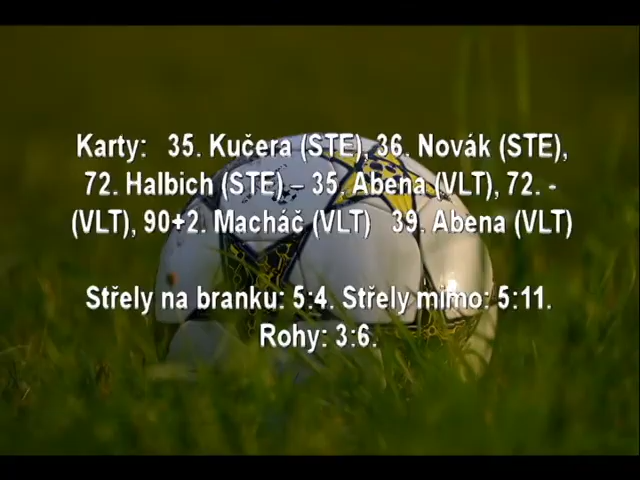 Karty: 35. Kučera (STE), 36. Novák (STE),
72. Halbich (STE) – 35. Abena (VLT), 72. -
(VLT), 90+2. Macháč (VLT) 39. Abena (VLT)
Střely na branku: 5:4. Střely mimo: 5:11.
Rohy: 3:6.